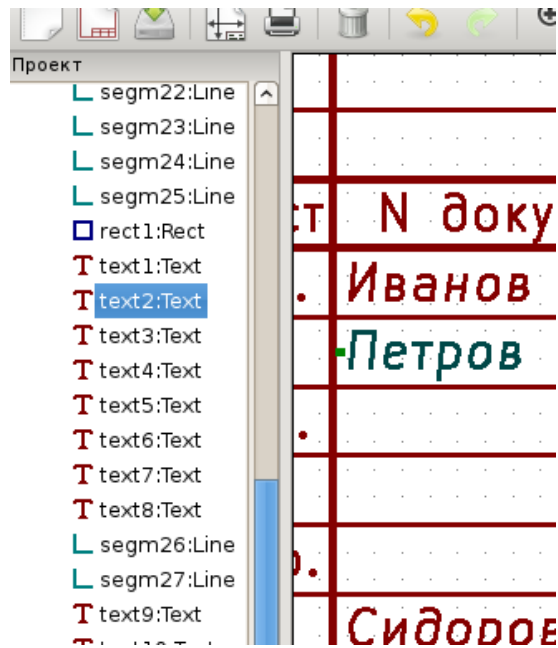 Проект
segm22:Line
segm23:Line
segm24:Line
segm25:Line
rect1:Rect
text1:Text
text2:Text
text3:Text
text4:Text
text5:Text
text6:Text
text7:Text
text8:Text
segm26:Line
segm27:Line
text9:Text
ст N доку
. Иванов
Петров
.
.
Сидоров